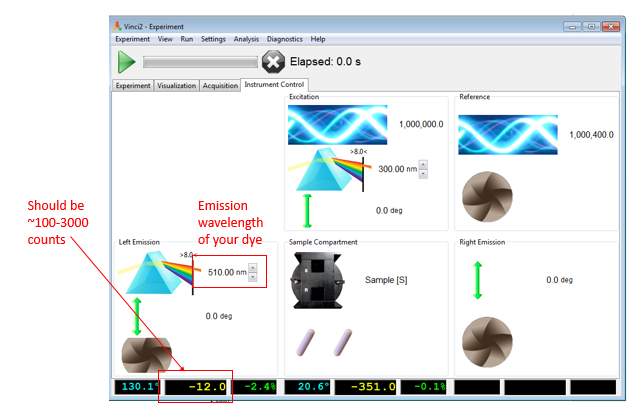 Vinci2 - Experiment
Experiment View Run Settings Analysis Diagnostics Help
Elapsed: 0.0 s
Experiment Visualization Acquisition Instrument Control
Excitation
1,000,000.0
>8.0<
300.00 nm
0.0 deg
Reference
1,000,400.0
Should be
~100-3000
counts
Emission
wavelength
of your dye
Left Emission
>8.0<
510.00 nm
0.0 deg
Sample Compartment
Sample [S]
Right Emission
0.0 deg
130.1° -12.0 -2.4% 20.6° -351.0 -0.1%